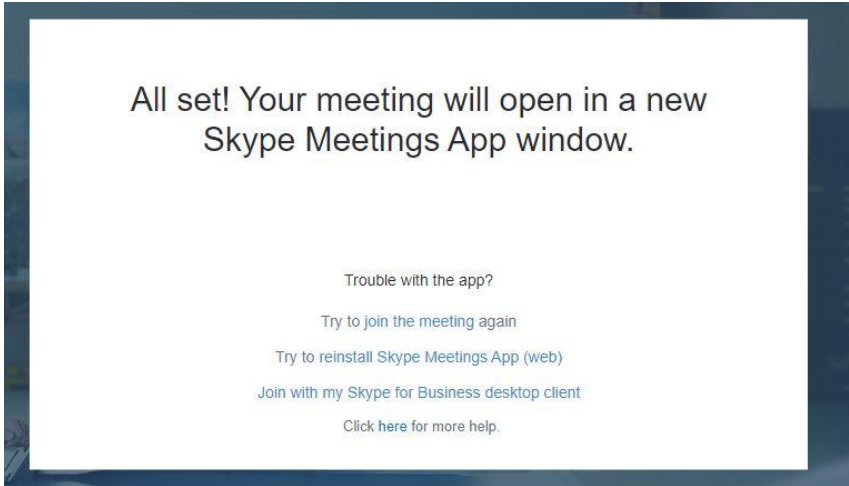 All set! Your meeting will open in a new
Skype Meetings App window.
Trouble with the app?
Try to join the meeting again
Try to reinstall Skype Meetings App (web)
Join with my Skype for Business desktop client
Click here for more help.